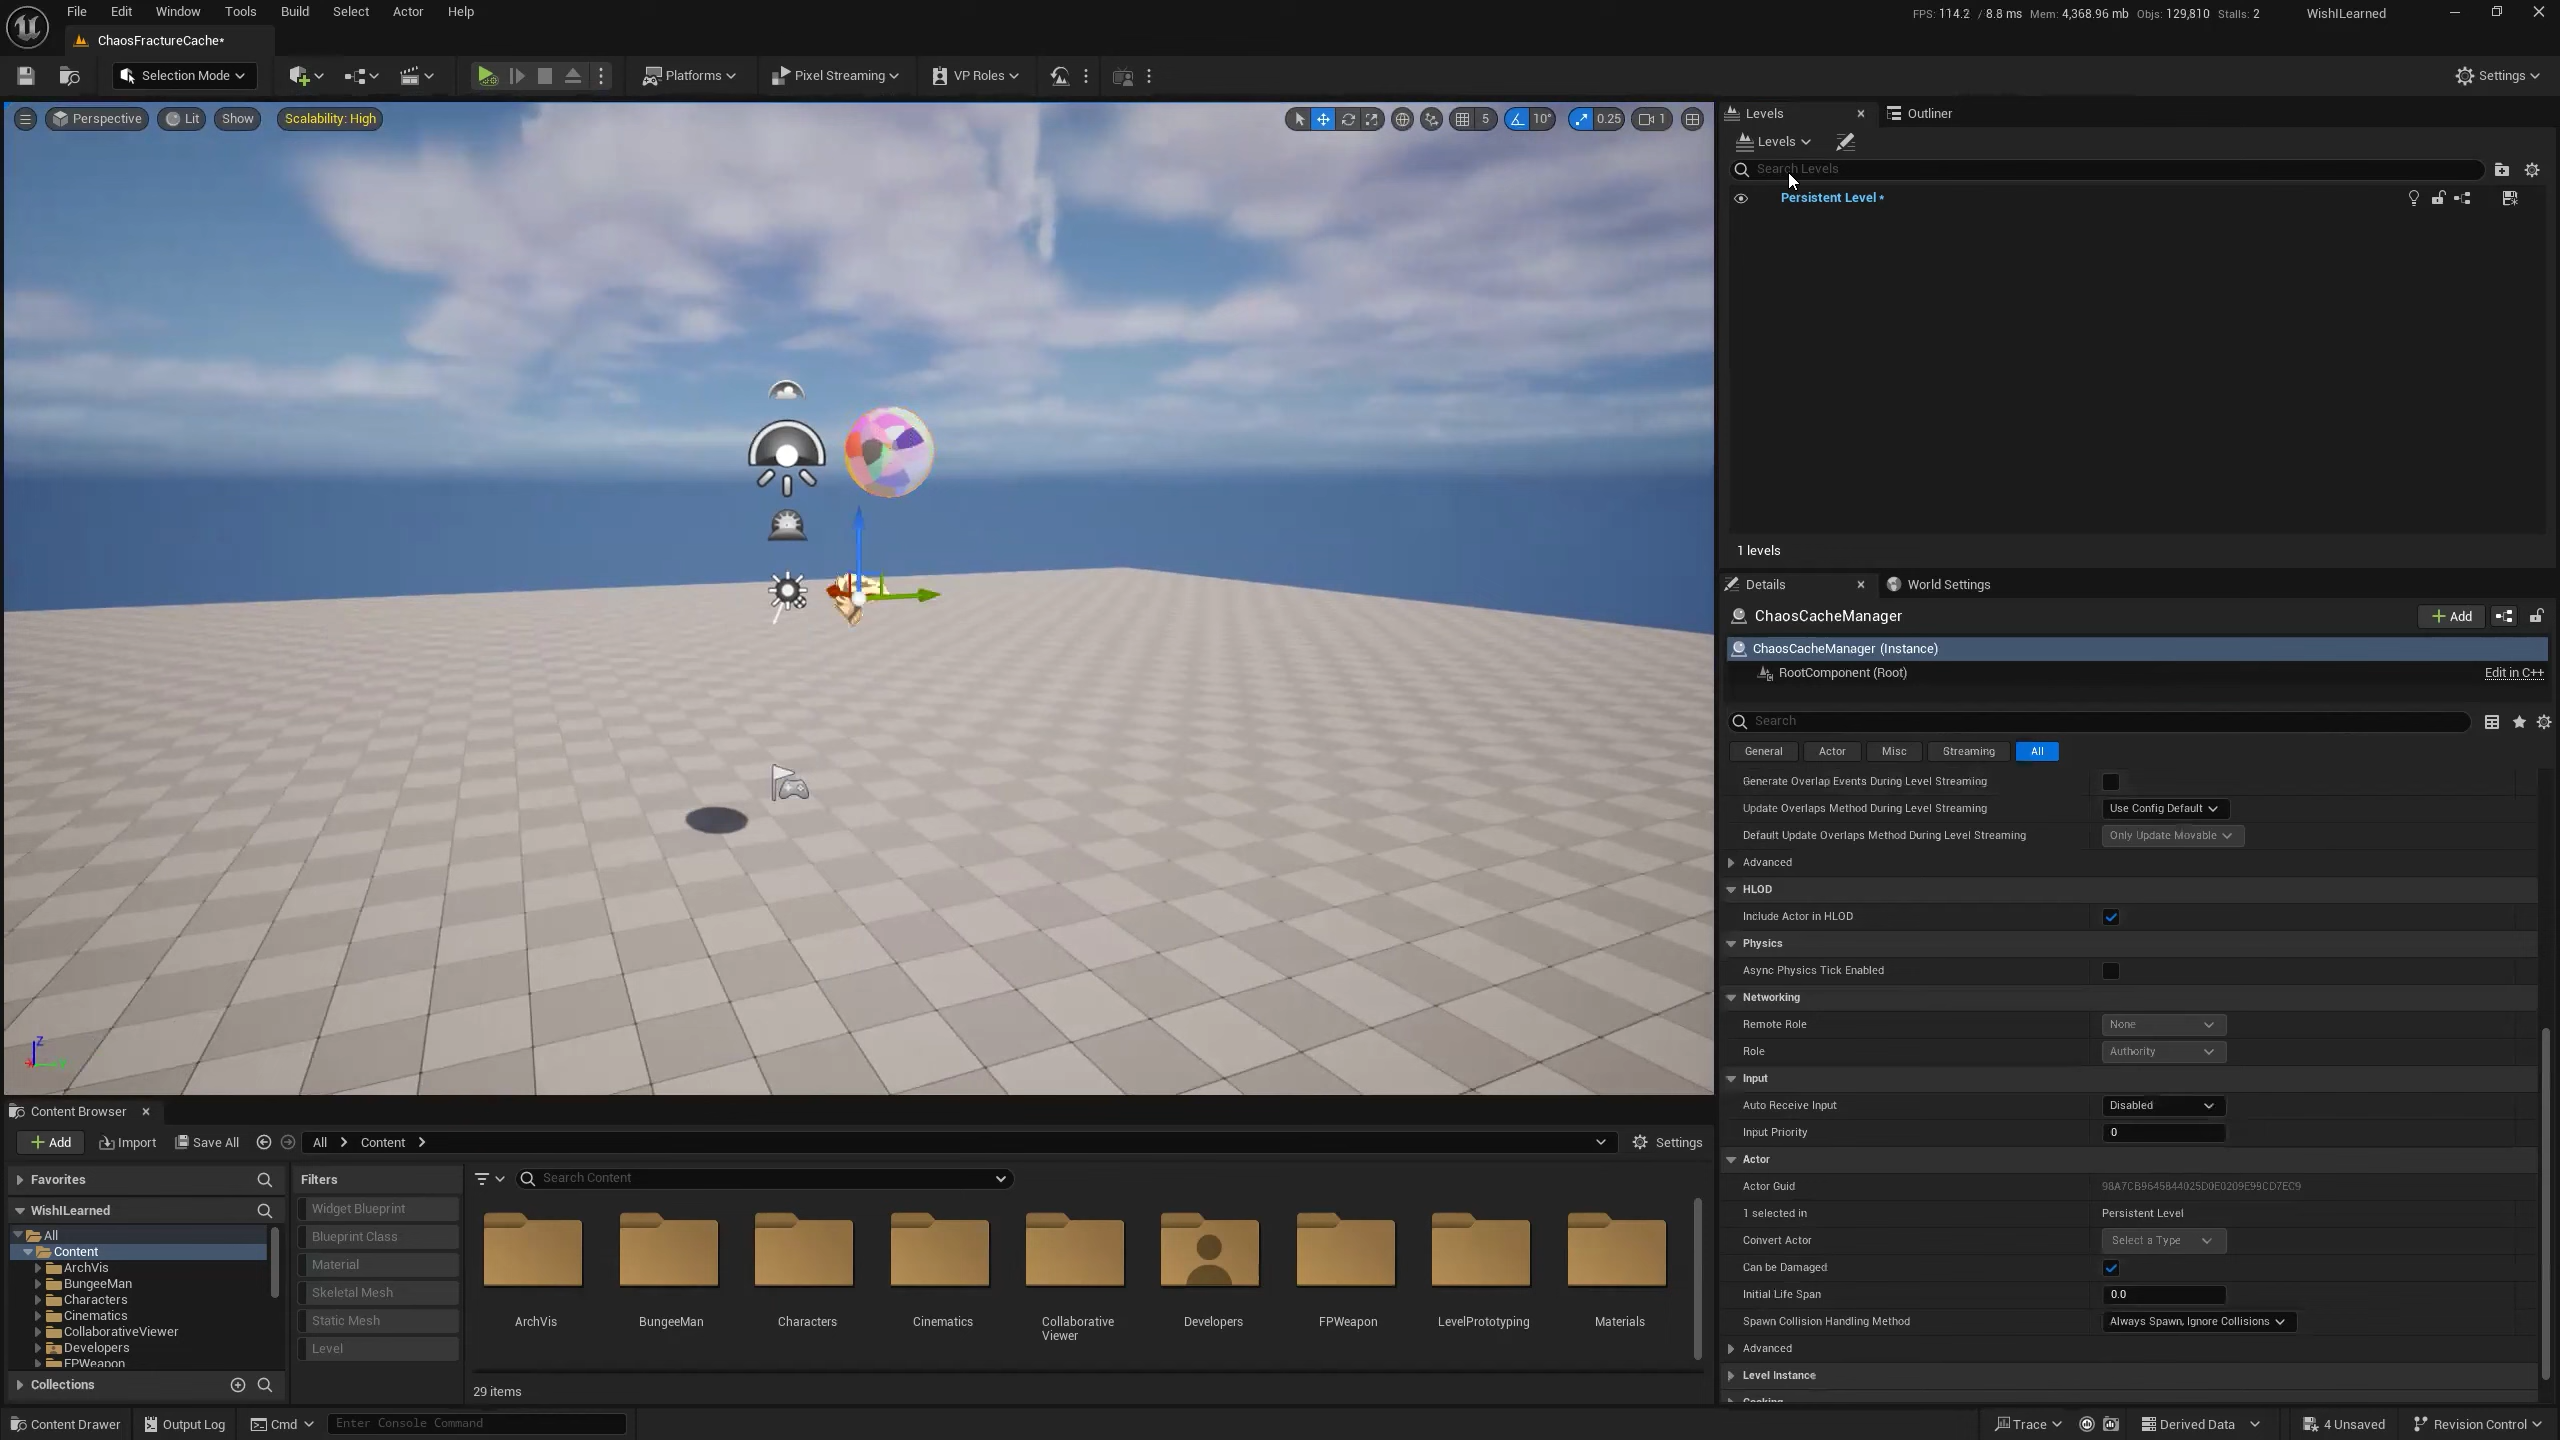 File Edit Window Tools Build Select Actor Help
FPS: 114.2 / 8.8 ms Mem: 4,368.96 mb Objs: 129,810 Stalls: 2 WishILearned
ChaosFractureCache*
Selection Mode Platforms Pixel Streaming VP Roles Settings
Perspective Lit Show Scalability: High 5 10° 0.25 1
Levels Outliner
Levels
Search Levels
Persistent Level *
1 levels
Details World Settings
ChaosCacheManager Add
ChaosCacheManager (Instance)
RootComponent (Root) Edit in C++
Search
General Actor Misc Streaming All
Generate Overlap Events During Level Streaming
Update Overlaps Method During Level Streaming Use Config Default
Default Update Overlaps Method During Level Streaming Only Update Movable
Advanced
HLOD
Include Actor in HLOD
Physics
Async Physics Tick Enabled
Networking
Remote Role None
Role Authority
Input
Auto Receive Input Disabled
Input Priority 0
Actor
Actor Guid
1 selected in Persistent Level
Convert Actor Select a Type
Can be Damaged
Initial Life Span 0.0
Spawn Collision Handling Method Always Spawn, Ignore Collisions
Advanced
Level Instance
Cooking
Z
Content Browser
Add Import Save All All Content Settings
Favorites
WishILearned
All
Content
ArchVis
BungeeMan
Characters
Cinematics
CollaborativeViewer
Developers
FPWeapon
Collections
Filters
Widget Blueprint
Blueprint Class
Material
Skeletal Mesh
Static Mesh
Level
Search Content
ArchVis BungeeMan Characters Cinematics Collaborative Viewer Developers FPWeapon LevelPrototyping Materials
29 items
Content Drawer Output Log Cmd Enter Console Command Trace Derived Data 4 Unsaved Revision Control